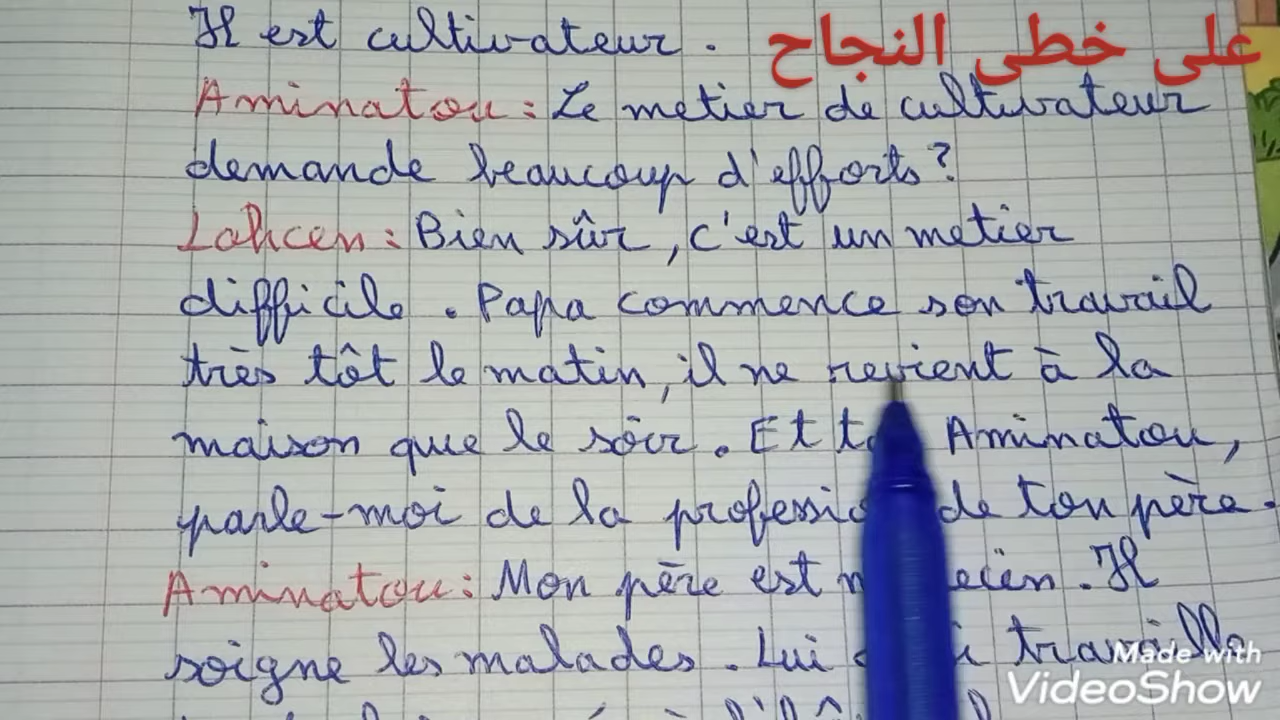 Il est cultivateur.
على خطى النجاح
Aminatou: Le metier de cultivateur
demande beaucoup d'efforts?
Lahcen: Bien sûr, c'est un metier
difficile. Papa commence son travail
très tôt le matin, il ne revient à la
maison que le soir. Et Aminatou,
parle-moi de la de ton père.
Aminatou: Mon père est . Il
soigne les malades. Lui travaille
Made with
VideoShow